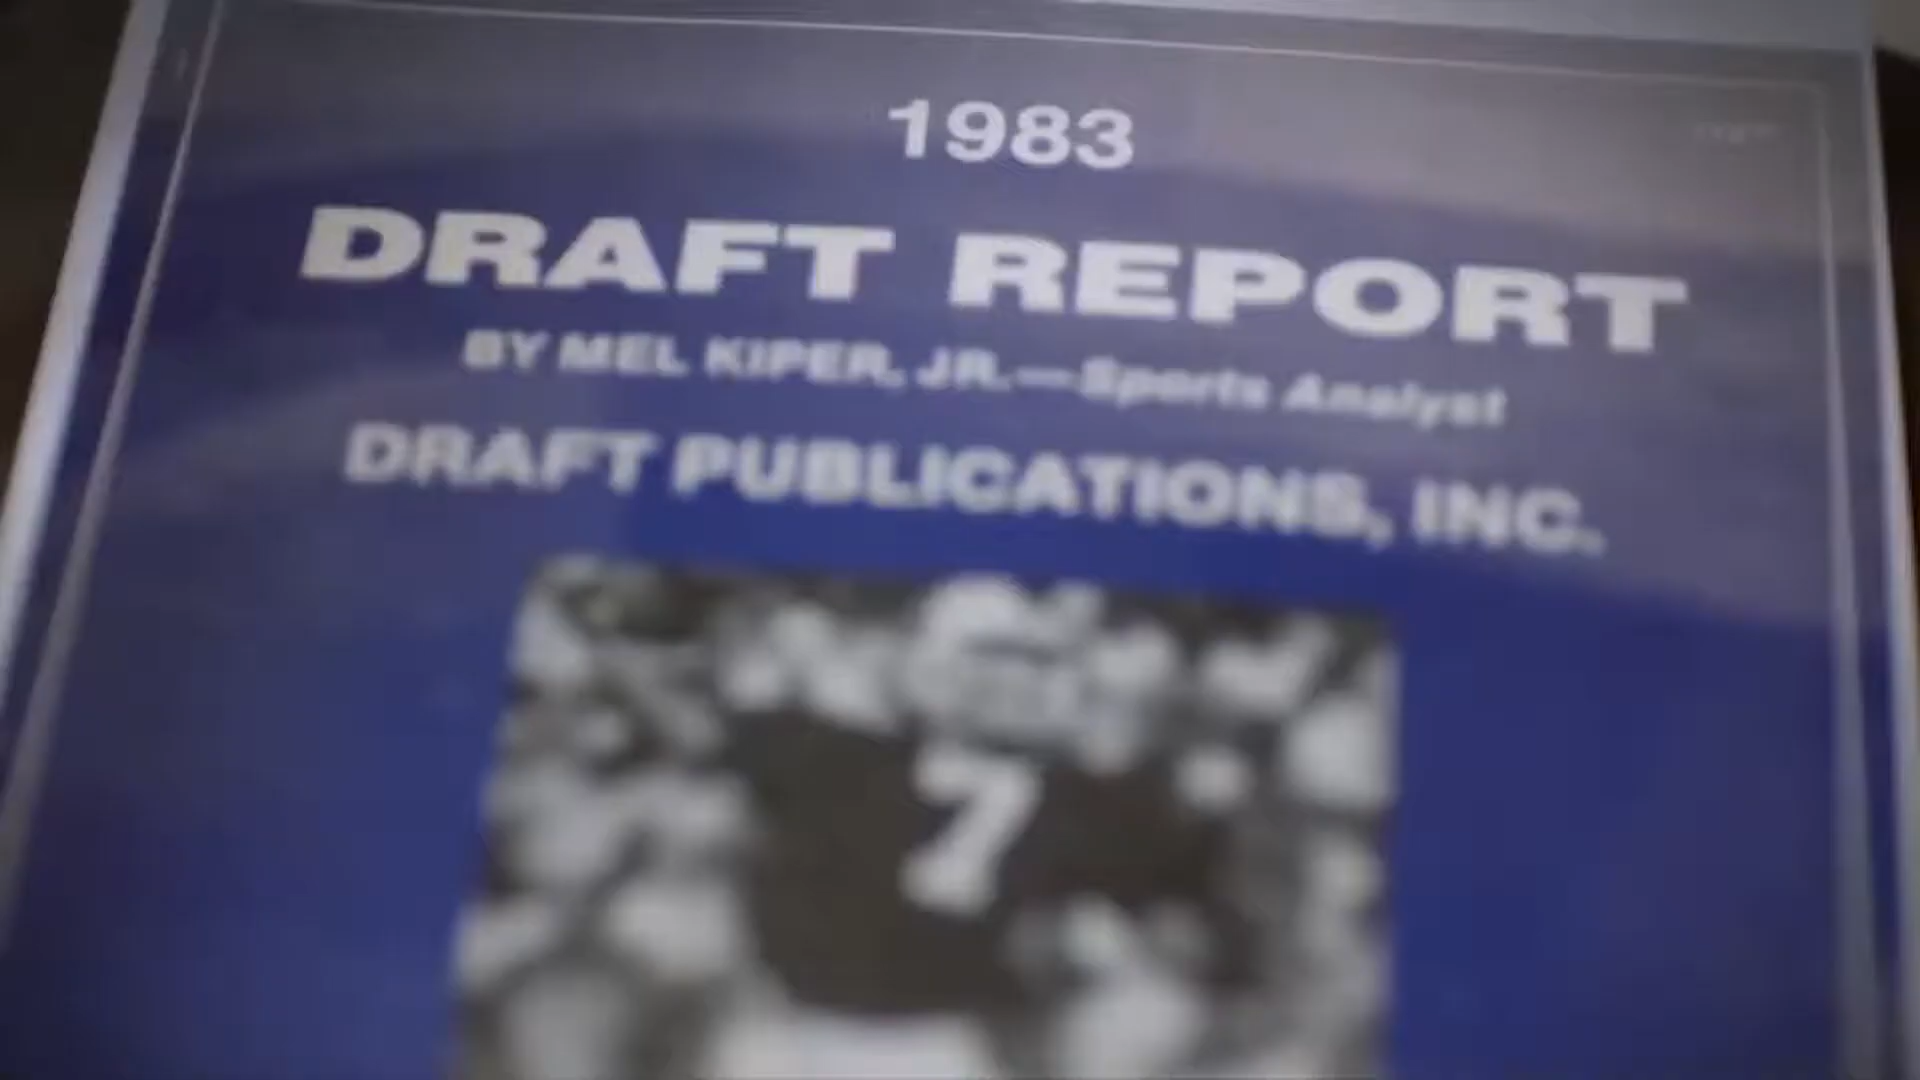 1983
DRAFT REPORT
BY MEL KIPER, JR.—Sports Analyst
DRAFT PUBLICATIONS, INC.
7